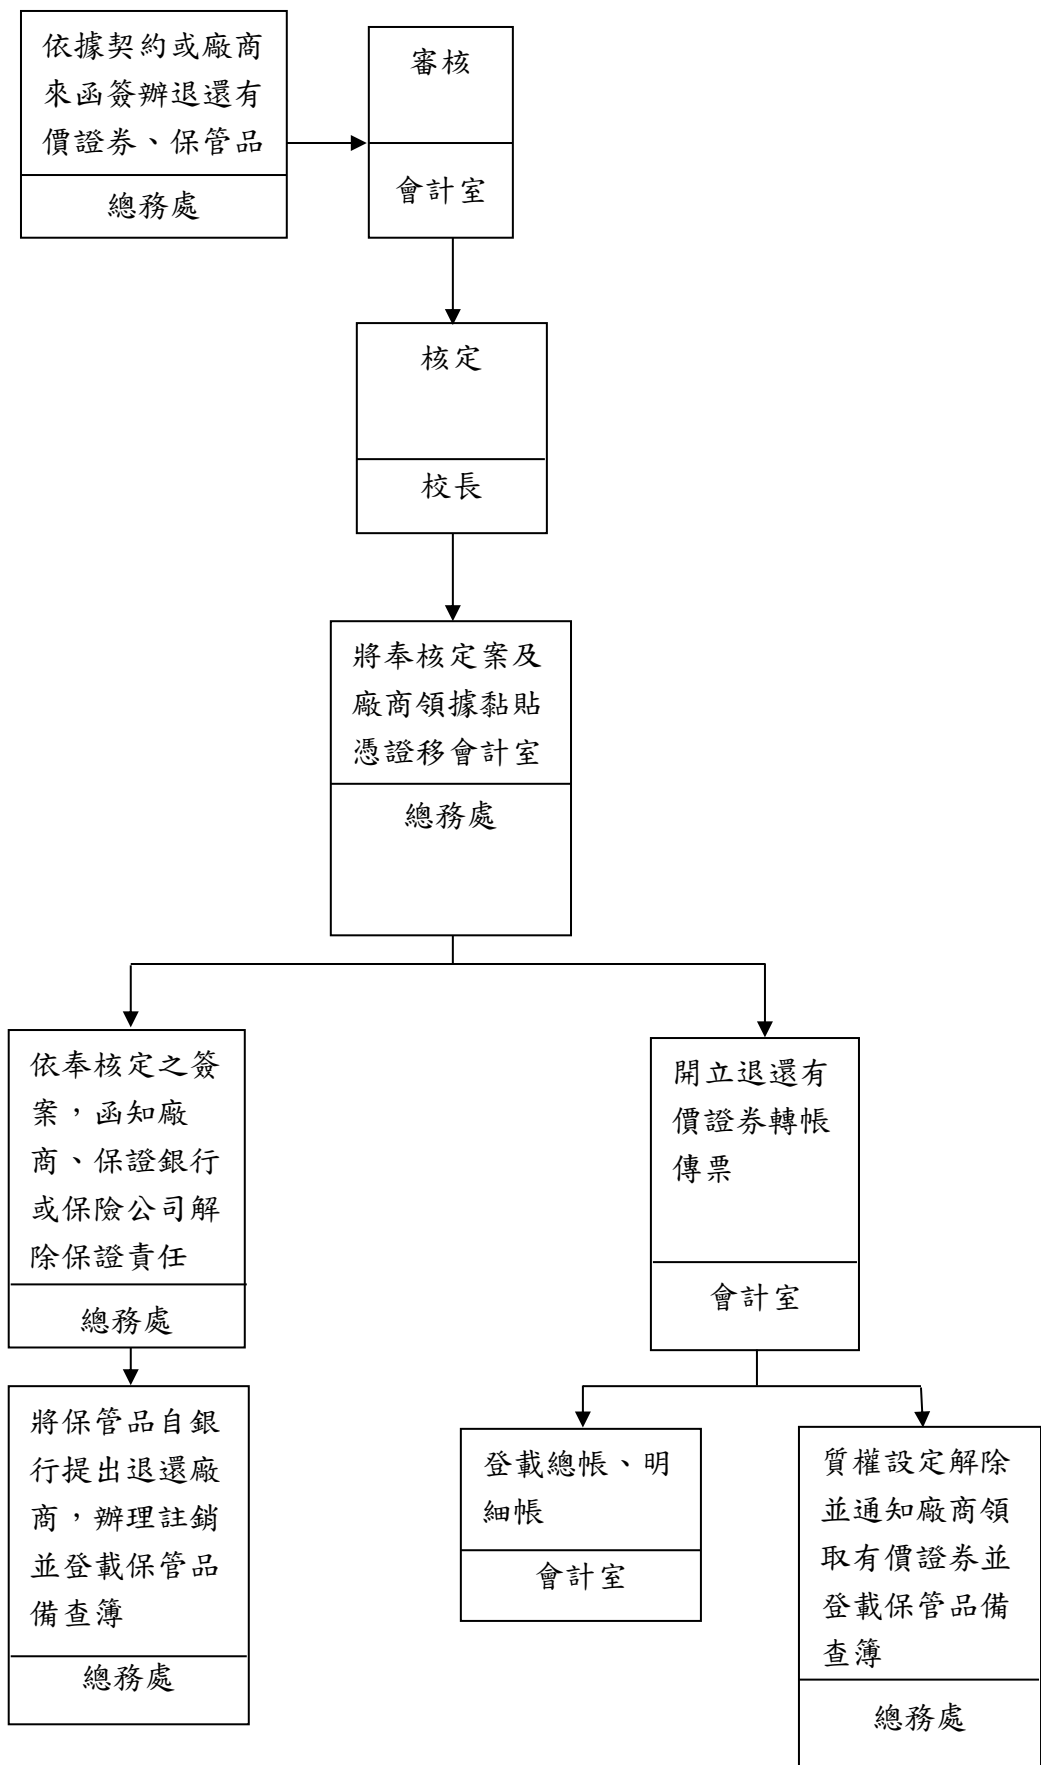 依據契約或廠商
來函簽辦退還有
價證券、保管品
總務處
審核
會計室
核定
校長
將奉核定案及
廠商領據黏貼
憑證移會計室
總務處
依奉核定之簽
案，函知廠
商、保證銀行
或保險公司解
除保證責任
總務處
將保管品自銀
行提出退還廠
商，辦理註銷
並登載保管品
備查簿
總務處
開立退還有
價證券轉帳
傳票
會計室
登載總帳、明
細帳
會計室
質權設定解除
並通知廠商領
取有價證券並
登載保管品備
查簿
總務處